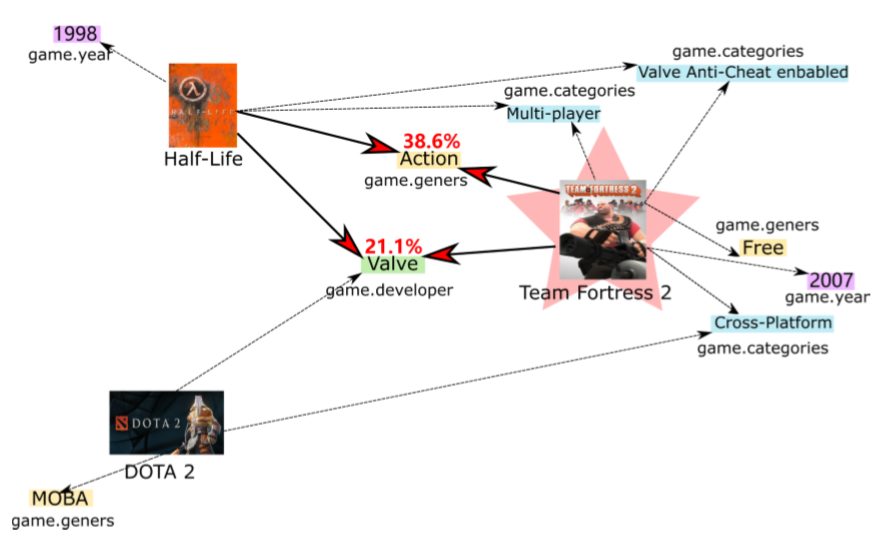 1998
game.year
game.categories
Valve Anti-Cheat enbabled
game.categories
Multi-player
HALF-LIFE
Half-Life
38.6%
Action
game.geners
TEAM FORTRESS 2
game.geners
Free
21.1%
Valve
game.developer
2007
game.year
Team Fortress 2
Cross-Platform
game.categories
DOTA 2
DOTA 2
MOBA
game.geners